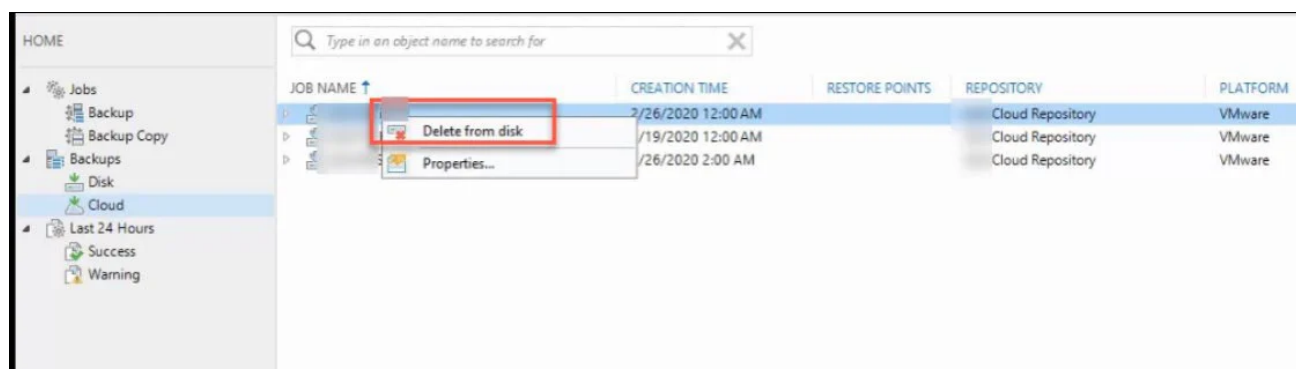 HOME
Type in an object name to search for
Jobs
Backup
Backup Copy
Backups
Disk
Cloud
Last 24 Hours
Success
Warning
JOB NAME CREATION TIME RESTORE POINTS REPOSITORY PLATFORM
2/26/2020 12:00 AM Cloud Repository VMware
Delete from disk
/19/2020 12:00 AM Cloud Repository VMware
Properties...
/26/2020 2:00 AM Cloud Repository VMware